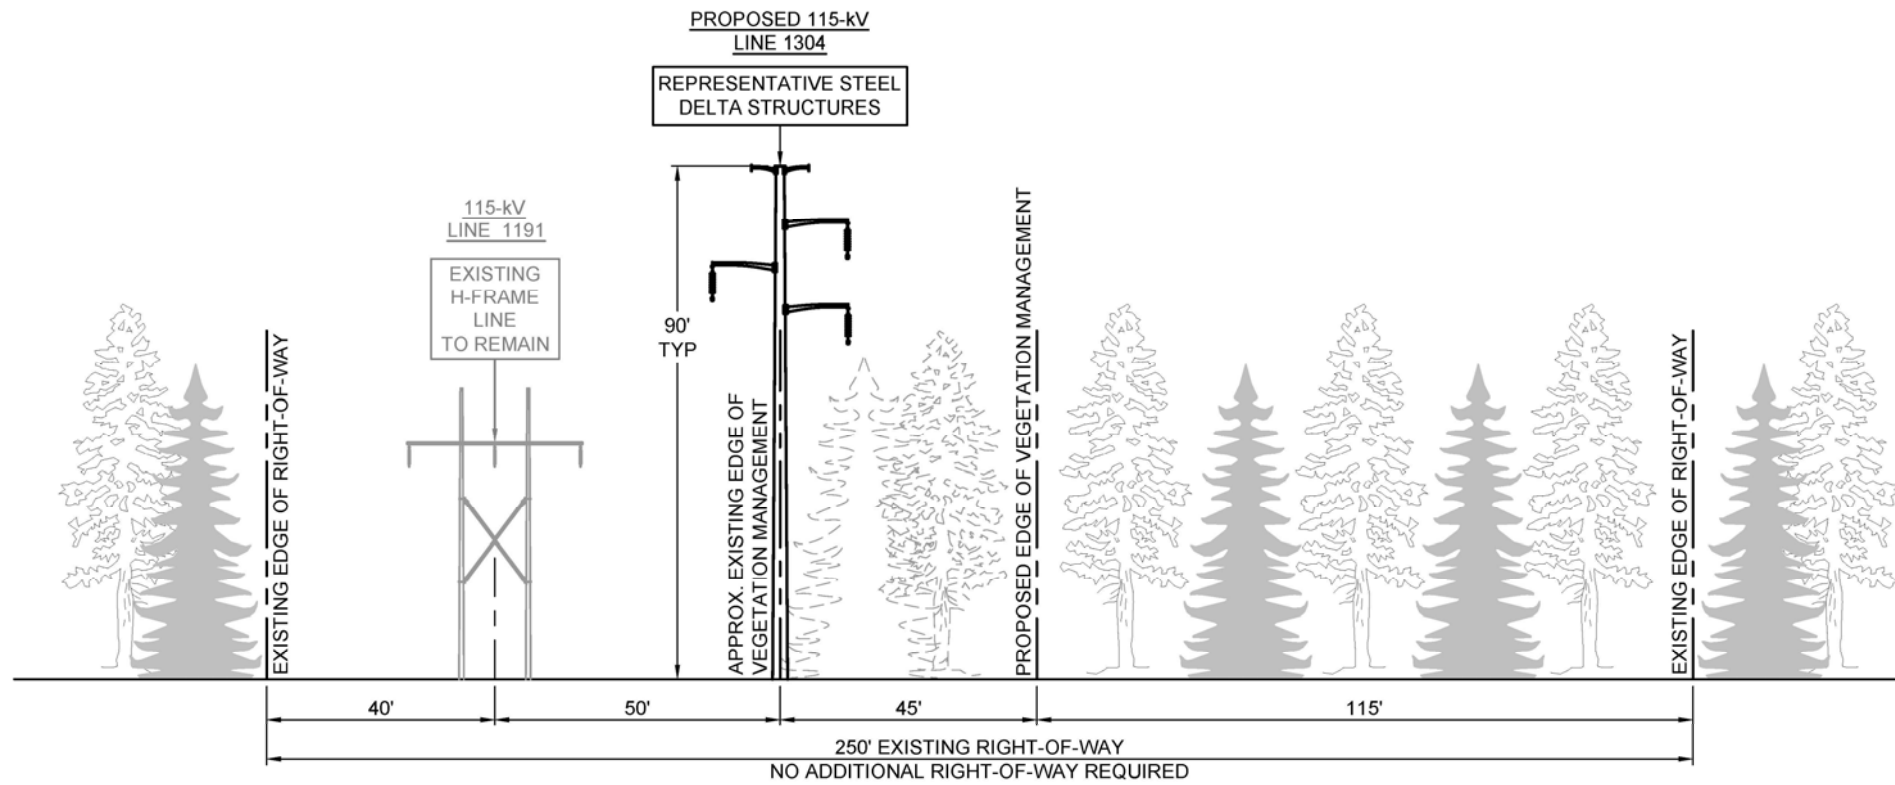 PROPOSED 115-kV
LINE 1304
REPRESENTATIVE STEEL
DELTA STRUCTURES
115-kV
LINE 1191
EXISTING
H-FRAME
LINE
TO REMAIN
90'
TYP
EXISTING EDGE OF RIGHT-OF-WAY
APPROX. EXISTING EDGE OF
VEGETATION MANAGEMENT
PROPOSED EDGE OF VEGETATION MANAGEMENT
EXISTING EDGE OF RIGHT-OF-WAY
40'
50'
45'
115'
250' EXISTING RIGHT-OF-WAY
NO ADDITIONAL RIGHT-OF-WAY REQUIRED